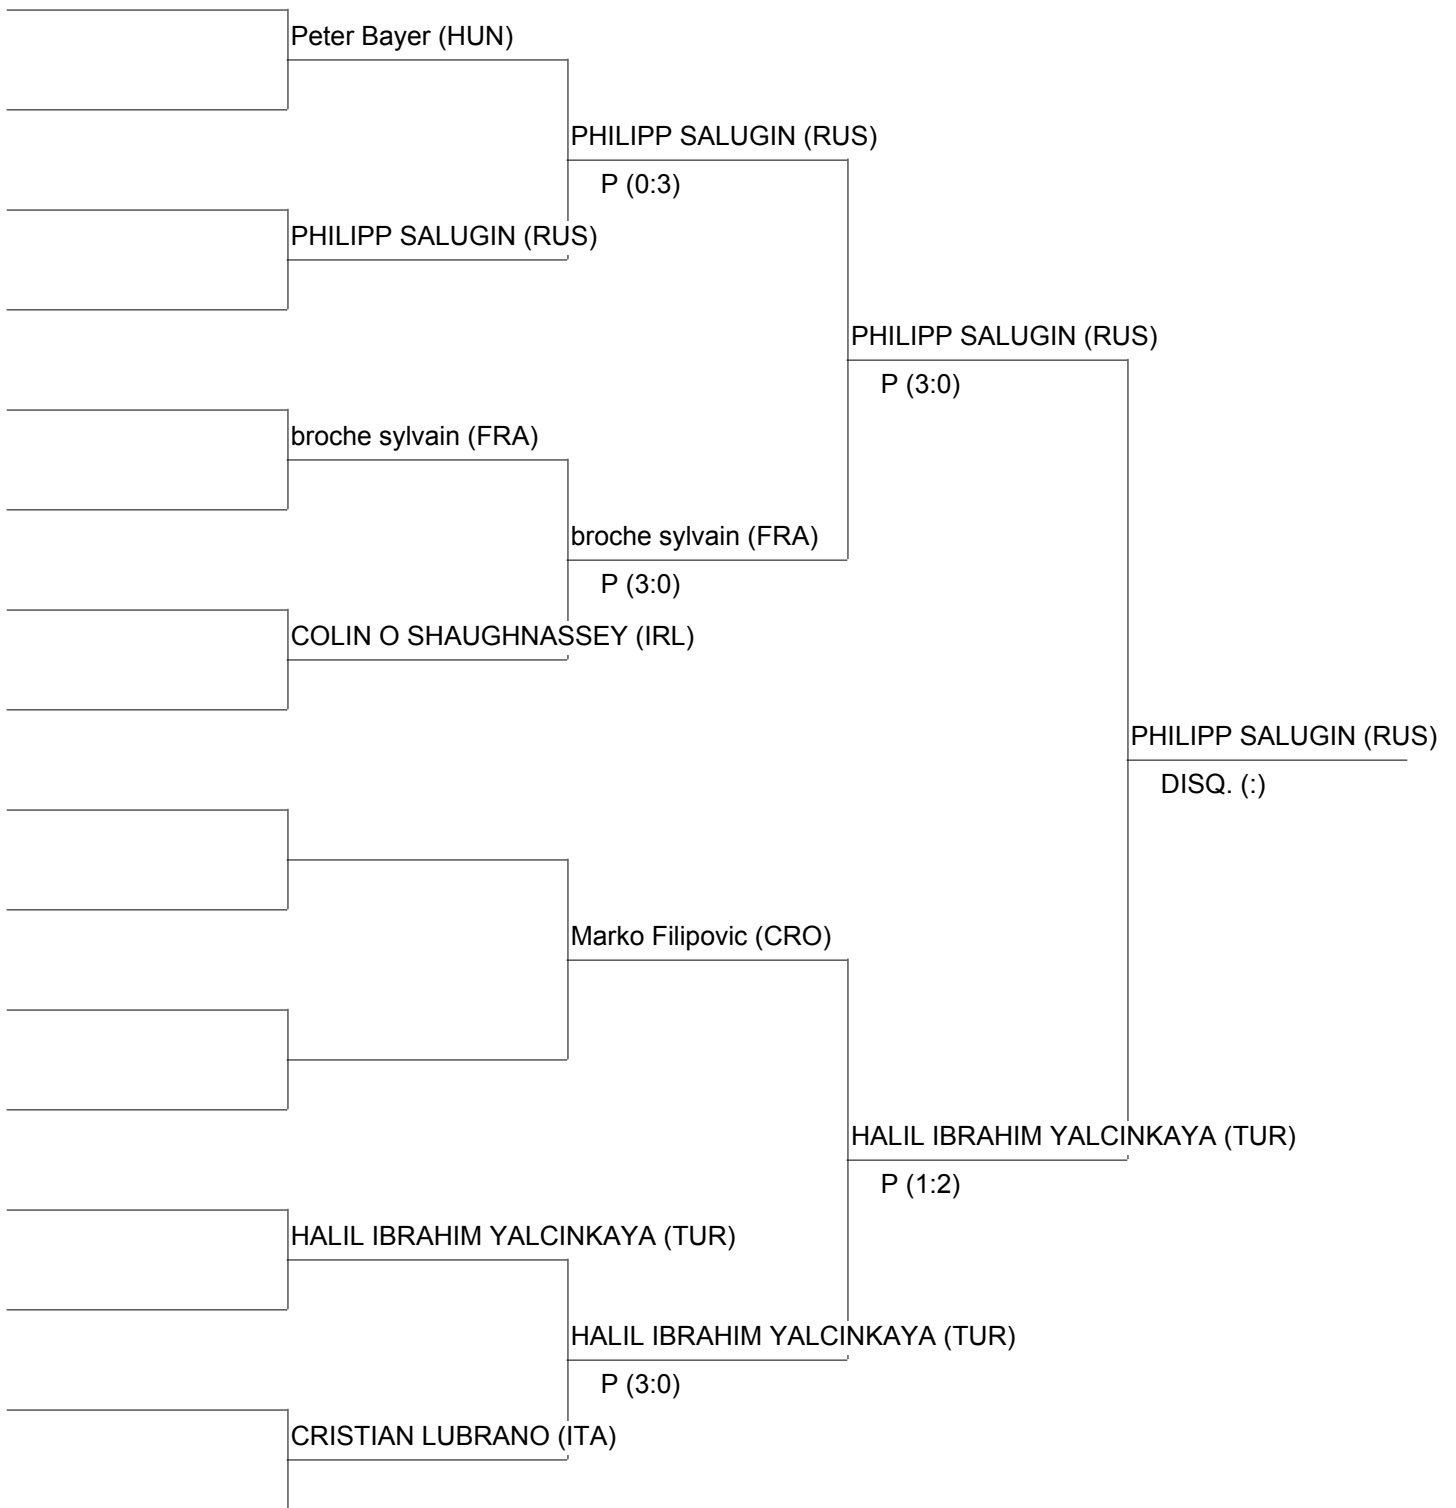 Peter Bayer (HUN)
PHILIPP SALUGIN (RUS)
P (0:3)
PHILIPP SALUGIN (RUS)
PHILIPP SALUGIN (RUS)
P (3:0)
broche sylvain (FRA)
broche sylvain (FRA)
P (3:0)
COLIN O SHAUGHNASSEY (IRL)
PHILIPP SALUGIN (RUS)
DISQ. (:)
Marko Filipovic (CRO)
HALIL IBRAHIM YALCINKAYA (TUR)
P (1:2)
HALIL IBRAHIM YALCINKAYA (TUR)
HALIL IBRAHIM YALCINKAYA (TUR)
P (3:0)
CRISTIAN LUBRANO (ITA)